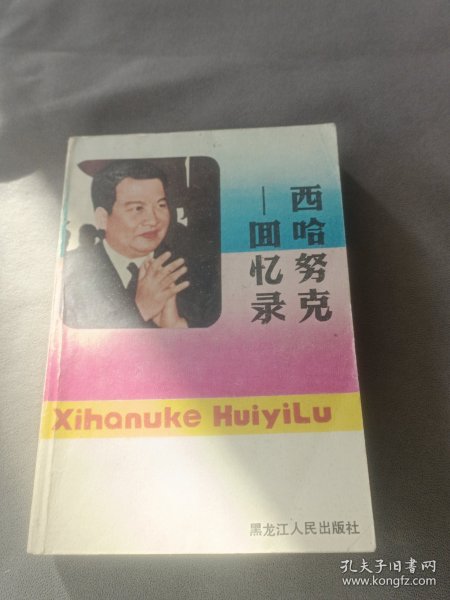 西哈努克
—回忆录
Xihanuke HuiyiLu
黑龙江人民出版社
孔夫子旧书网
www.kongfz.com